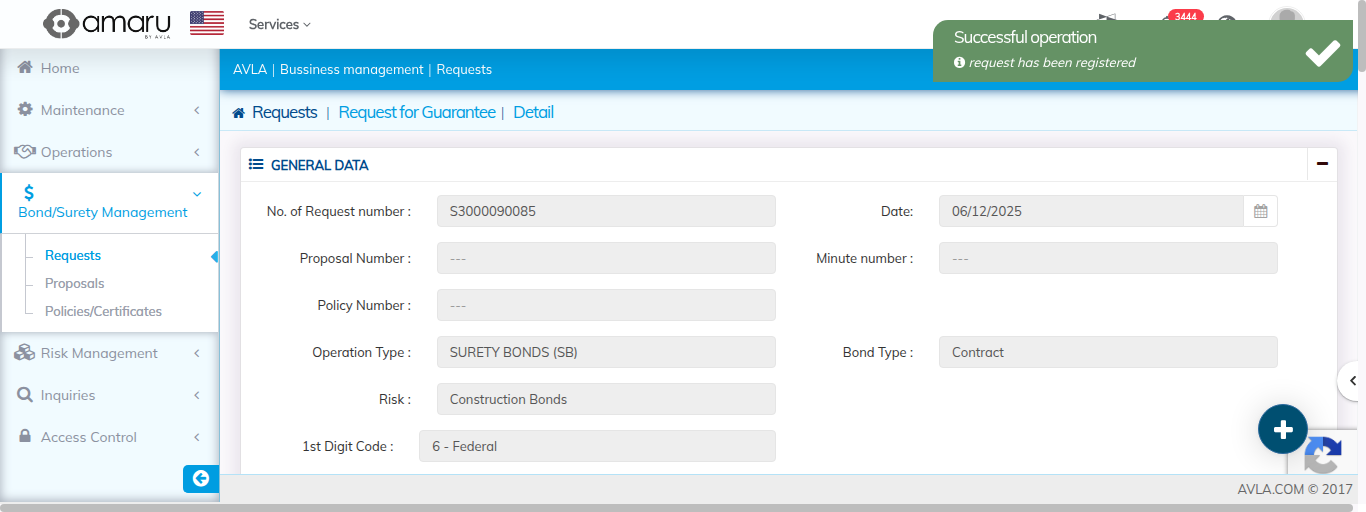 amaru
BY AVLA
Services
3444
Successful operation
request has been registered
Home
Maintenance
Operations
$
Bond/Surety Management
Requests
Proposals
Policies/Certificates
Risk Management
Inquiries
Access Control
AVLA | Bussiness management | Requests
Requests | Request for Guarantee | Detail
GENERAL DATA
No. of Request number : S3000090085 Date: 06/12/2025
Proposal Number : --- Minute number : ---
Policy Number : ---
Operation Type : SURETY BONDS (SB) Bond Type : Contract
Risk : Construction Bonds
1st Digit Code : 6 - Federal
AVLA.COM © 2017